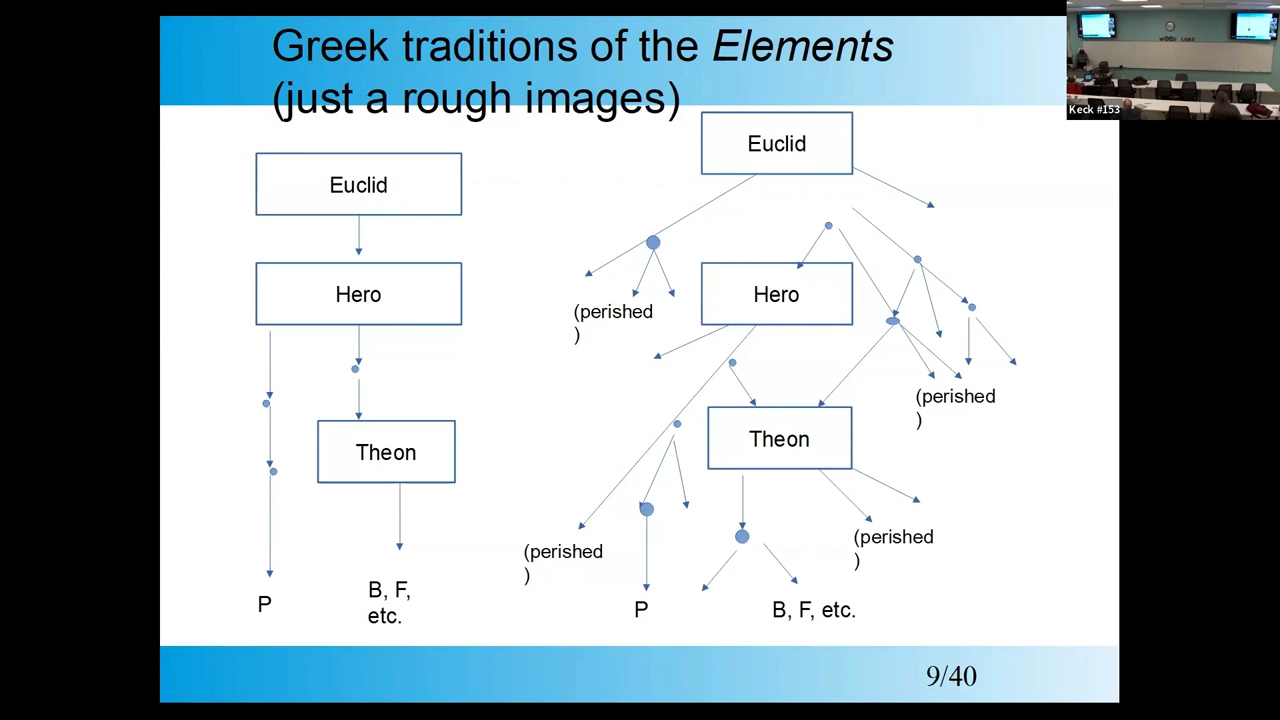 Greek traditions of the Elements
(just a rough images)
Euclid
Hero
Theon
P
B, F,
etc.
Euclid
(perished
)
Hero
(perished
)
Theon
(perished
)
(perished
)
P
B, F, etc.
9/40
Keck #153